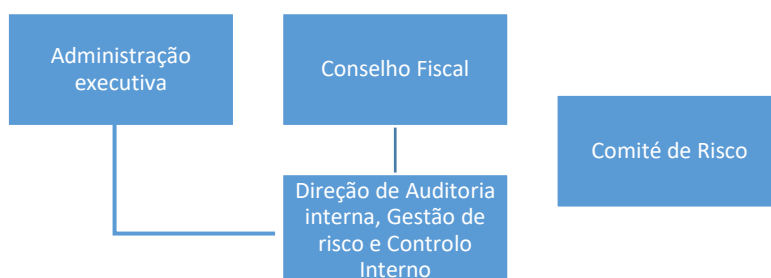 Administração
executiva
Conselho Fiscal
Comité de Risco
Direção de Auditoria
interna, Gestão de
risco e Controlo
Interno